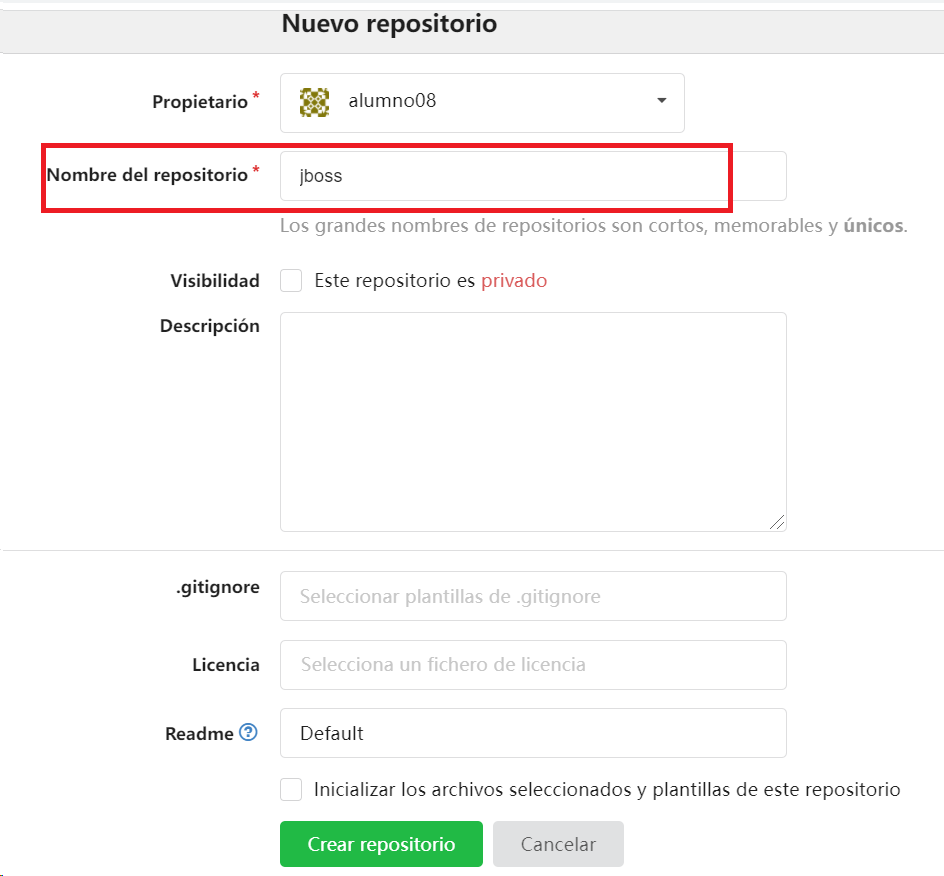 Nuevo repositorio
Propietario *
alumno08
Nombre del repositorio *
jboss
Los grandes nombres de repositorios son cortos, memorables y únicos.
Visibilidad
Este repositorio es privado
Descripción
.gitignore
Seleccionar plantillas de .gitignore
Licencia
Selecciona un fichero de licencia
Readme ?
Default
Inicializar los archivos seleccionados y plantillas de este repositorio
Crear repositorio
Cancelar